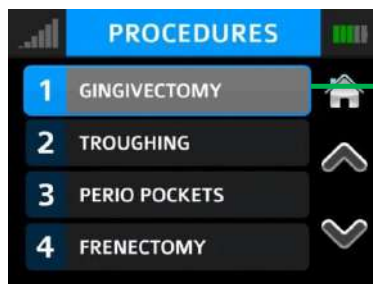 PROCEDURES
1 GINGIVECTOMY
2 TROUGHING
3 PERIO POCKETS
4 FRENECTOMY